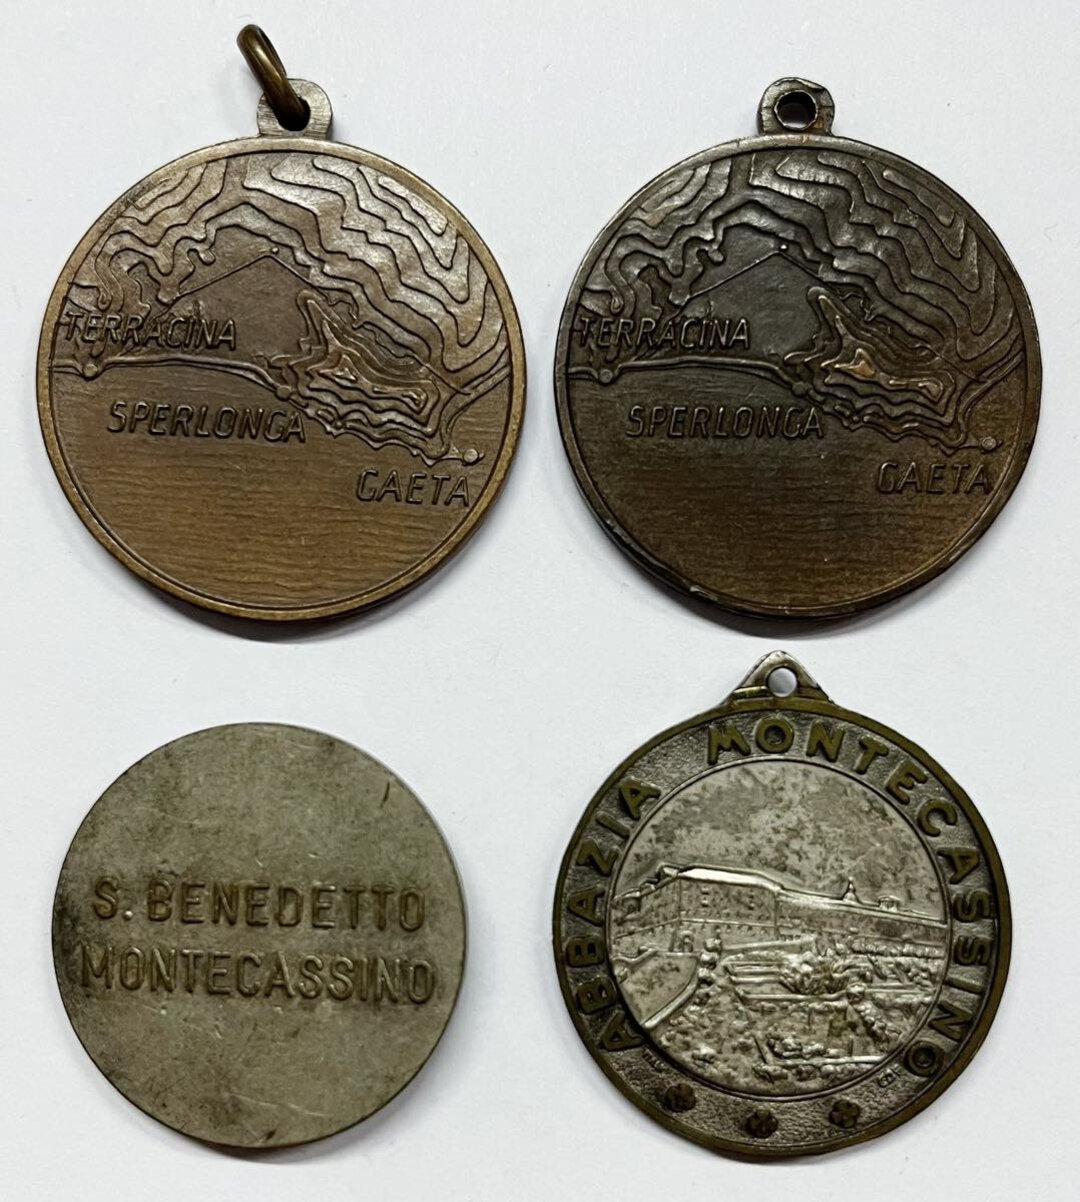 TERRACINA
SPERLONGA
GAETA
TERRACINA
SPERLONGA
GAETA
S. BENEDETTO
MONTECASSINO
ABBAZIA MONTECASSINO